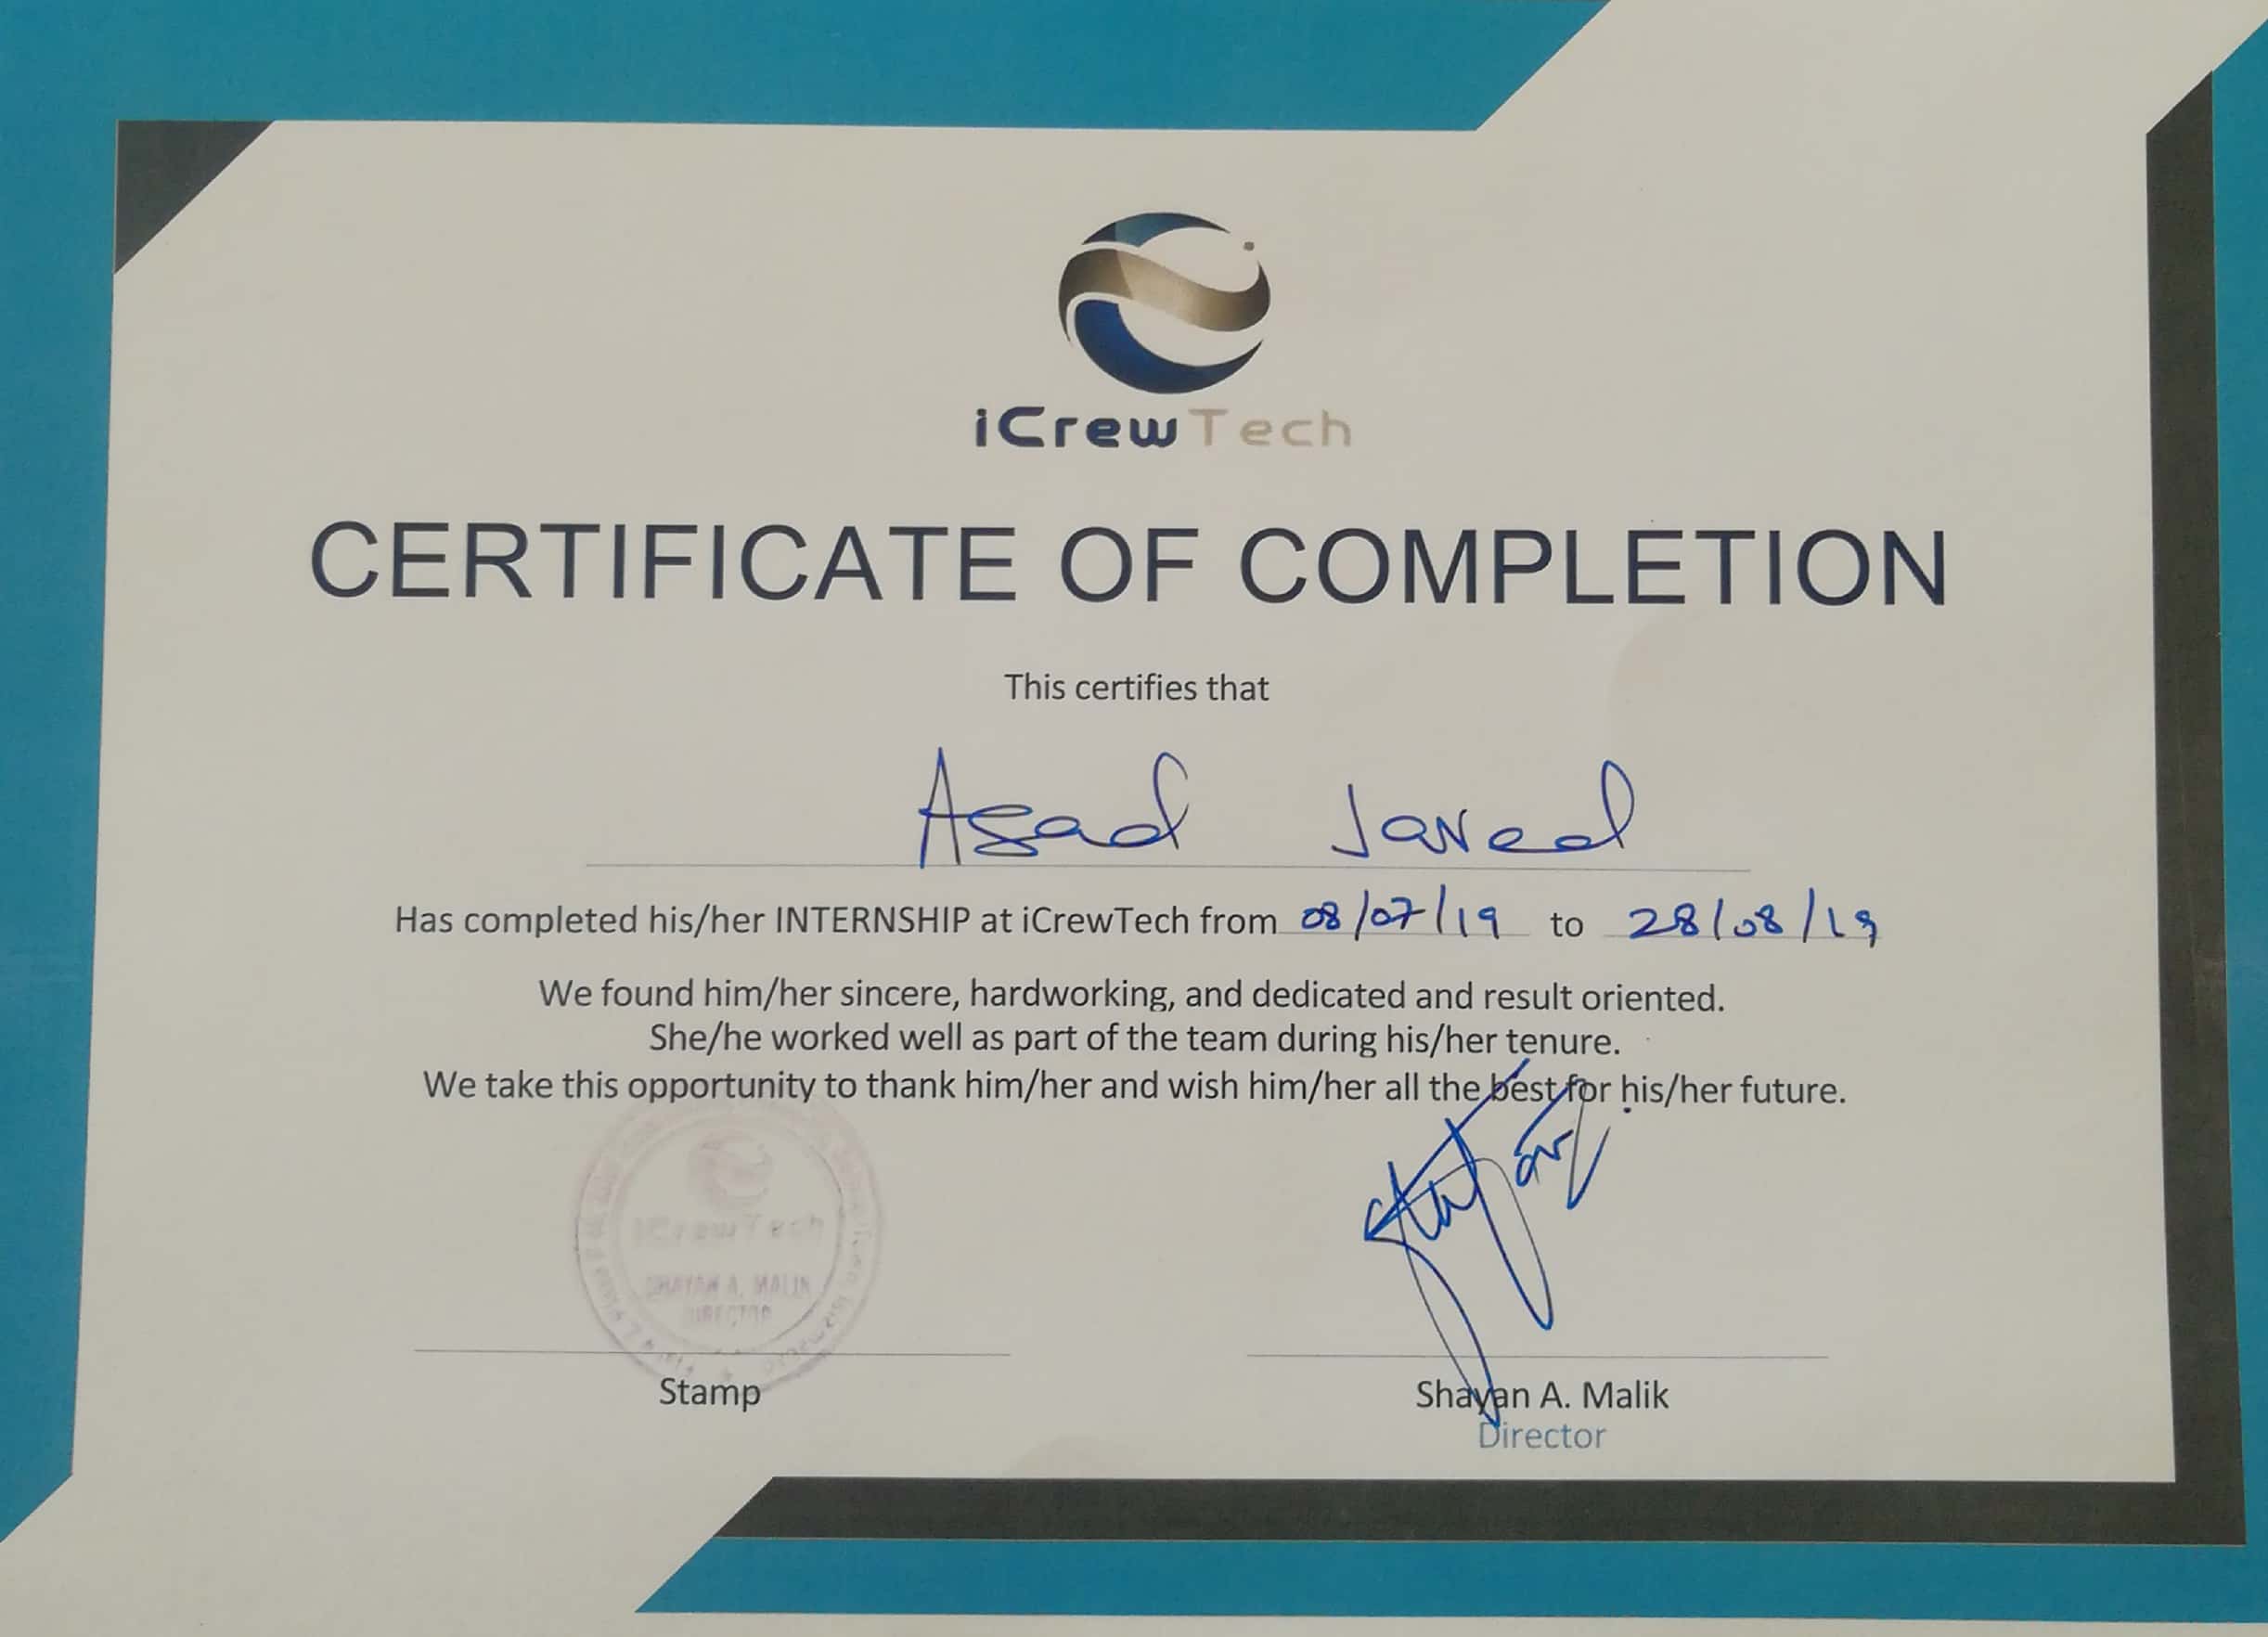 iCrewTech
CERTIFICATE OF COMPLETION
This certifies that
Asad Javed
Has completed his/her INTERNSHIP at iCrewTech from 08/07/19 to 28/08/19
We found him/her sincere, hardworking, and dedicated and result oriented.
She/he worked well as part of the team during his/her tenure.
We take this opportunity to thank him/her and wish him/her all the best for his/her future.
iCrewTech
SHAYAN A. MALIK
DIRECTOR
Stamp
Shayan A. Malik
Director